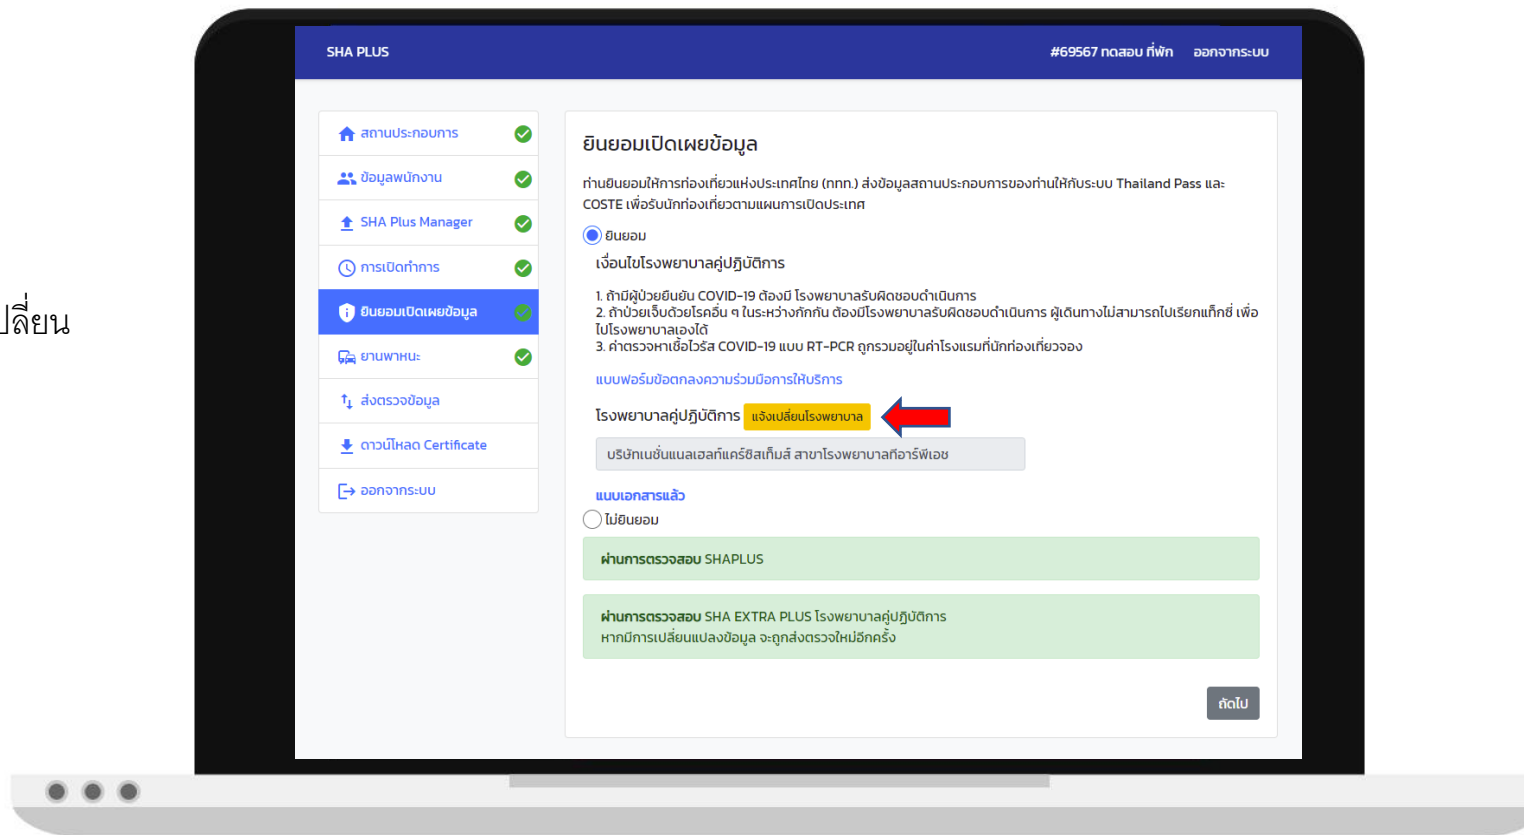 SHA PLUS
#69567 ทดสอบ ที่พัก ออกจากระบบ
สถานประกอบการ
ข้อมูลพนักงาน
SHA Plus Manager
การเปิดทำการ
ยินยอมเปิดเผยข้อมูล
ยานพาหนะ
ส่งตรวจข้อมูล
ดาวน์โหลด Certificate
ออกจากระบบ
ยินยอมเปิดเผยข้อมูล
ท่านยินยอมให้การท่องเที่ยวแห่งประเทศไทย (ททท.) ส่งข้อมูลสถานประกอบการของท่านให้กับระบบ Thailand Pass และ
COSTE เพื่อรับนักท่องเที่ยวตามแผนการเปิดประเทศ
ยินยอม
เงื่อนไขโรงพยาบาลคู่ปฏิบัติการ
1. ถ้ามีผู้ป่วยยืนยัน COVID-19 ต้องมี โรงพยาบาลรับผิดชอบดำเนินการ
2. ถ้าป่วยเจ็บด้วยโรคอื่น ๆ ในระหว่างกักกัน ต้องมีโรงพยาบาลรับผิดชอบดำเนินการ ผู้เดินทางไม่สามารถไปเรียกแท็กซี่ เพื่อ
ไปโรงพยาบาลเองได้
3. ค่าตรวจหาเชื้อไวรัส COVID-19 แบบ RT-PCR ถูกรวมอยู่ในค่าโรงแรมที่นักท่องเที่ยวจอง
แบบฟอร์มข้อตกลงความร่วมมือการให้บริการ
โรงพยาบาลคู่ปฏิบัติการ แจ้งเปลี่ยนโรงพยาบาล
บริษัทเนชั่นแนลเฮลท์แคร์ซิสเท็มส์ สาขาโรงพยาบาลทีอาร์พีเอช
แนบเอกสารแล้ว
ไม่ยินยอม
ผ่านการตรวจสอบ SHAPLUS
ผ่านการตรวจสอบ SHA EXTRA PLUS โรงพยาบาลคู่ปฏิบัติการ
หากมีการเปลี่ยนแปลงข้อมูล จะถูกส่งตรวจใหม่อีกครั้ง
ถัดไป